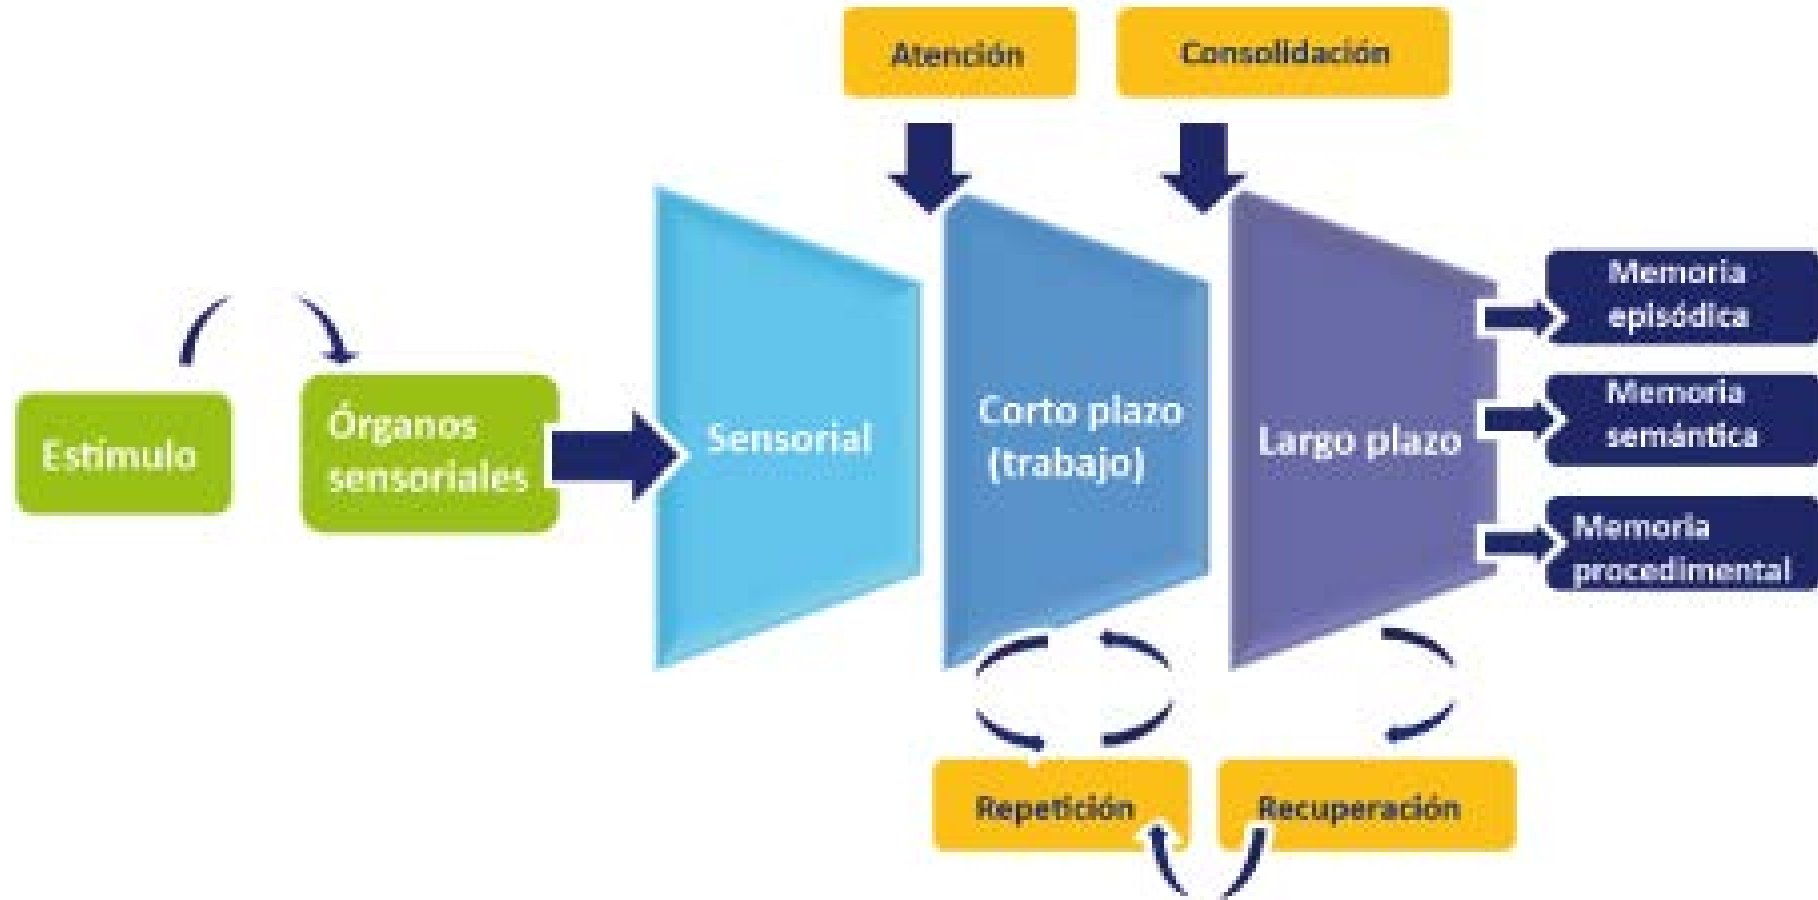 Atención
Consolidación
Memoria
episódica
Memoria
semántica
Memoria
procedimental
Estímulo
Órganos
sensoriales
Sensorial
Corto plazo
(trabajo)
Largo plazo
Repetición
Recuperación